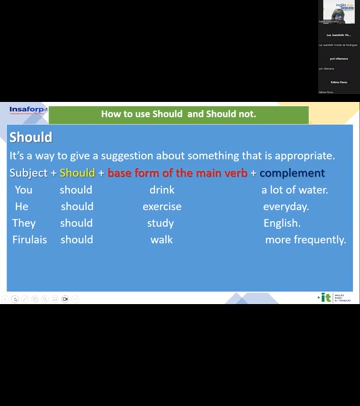 Insaforp
How to use Should and Should not.
Should
It's a way to give a suggestion about something that is appropriate.
Subject + Should + base form of the main verb + complement
You should drink a lot of water.
He should exercise everyday.
They should study English.
Firulais should walk more frequently.
it